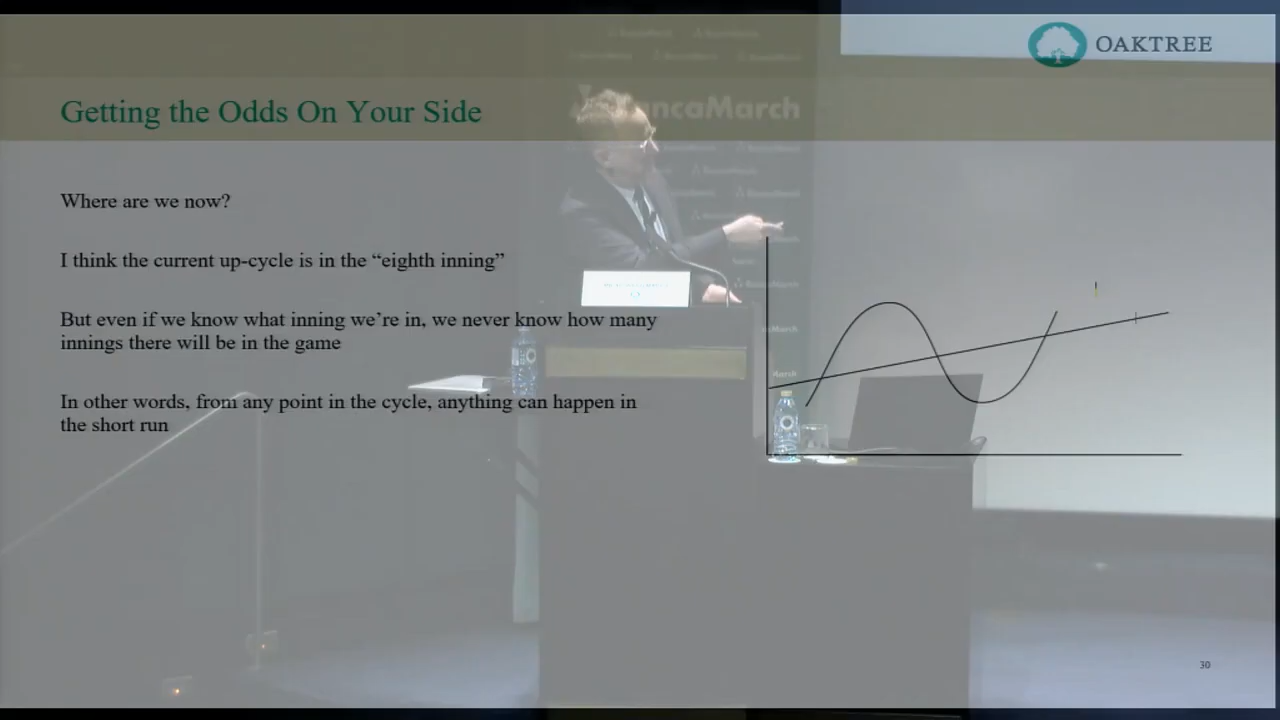 OAKTREE
BancaMarch
Getting the Odds On Your Side
Where are we now?
I think the current up-cycle is in the “eighth inning”
But even if we know what inning we’re in, we never know how many
innings there will be in the game
In other words, from any point in the cycle, anything can happen in
the short run
30